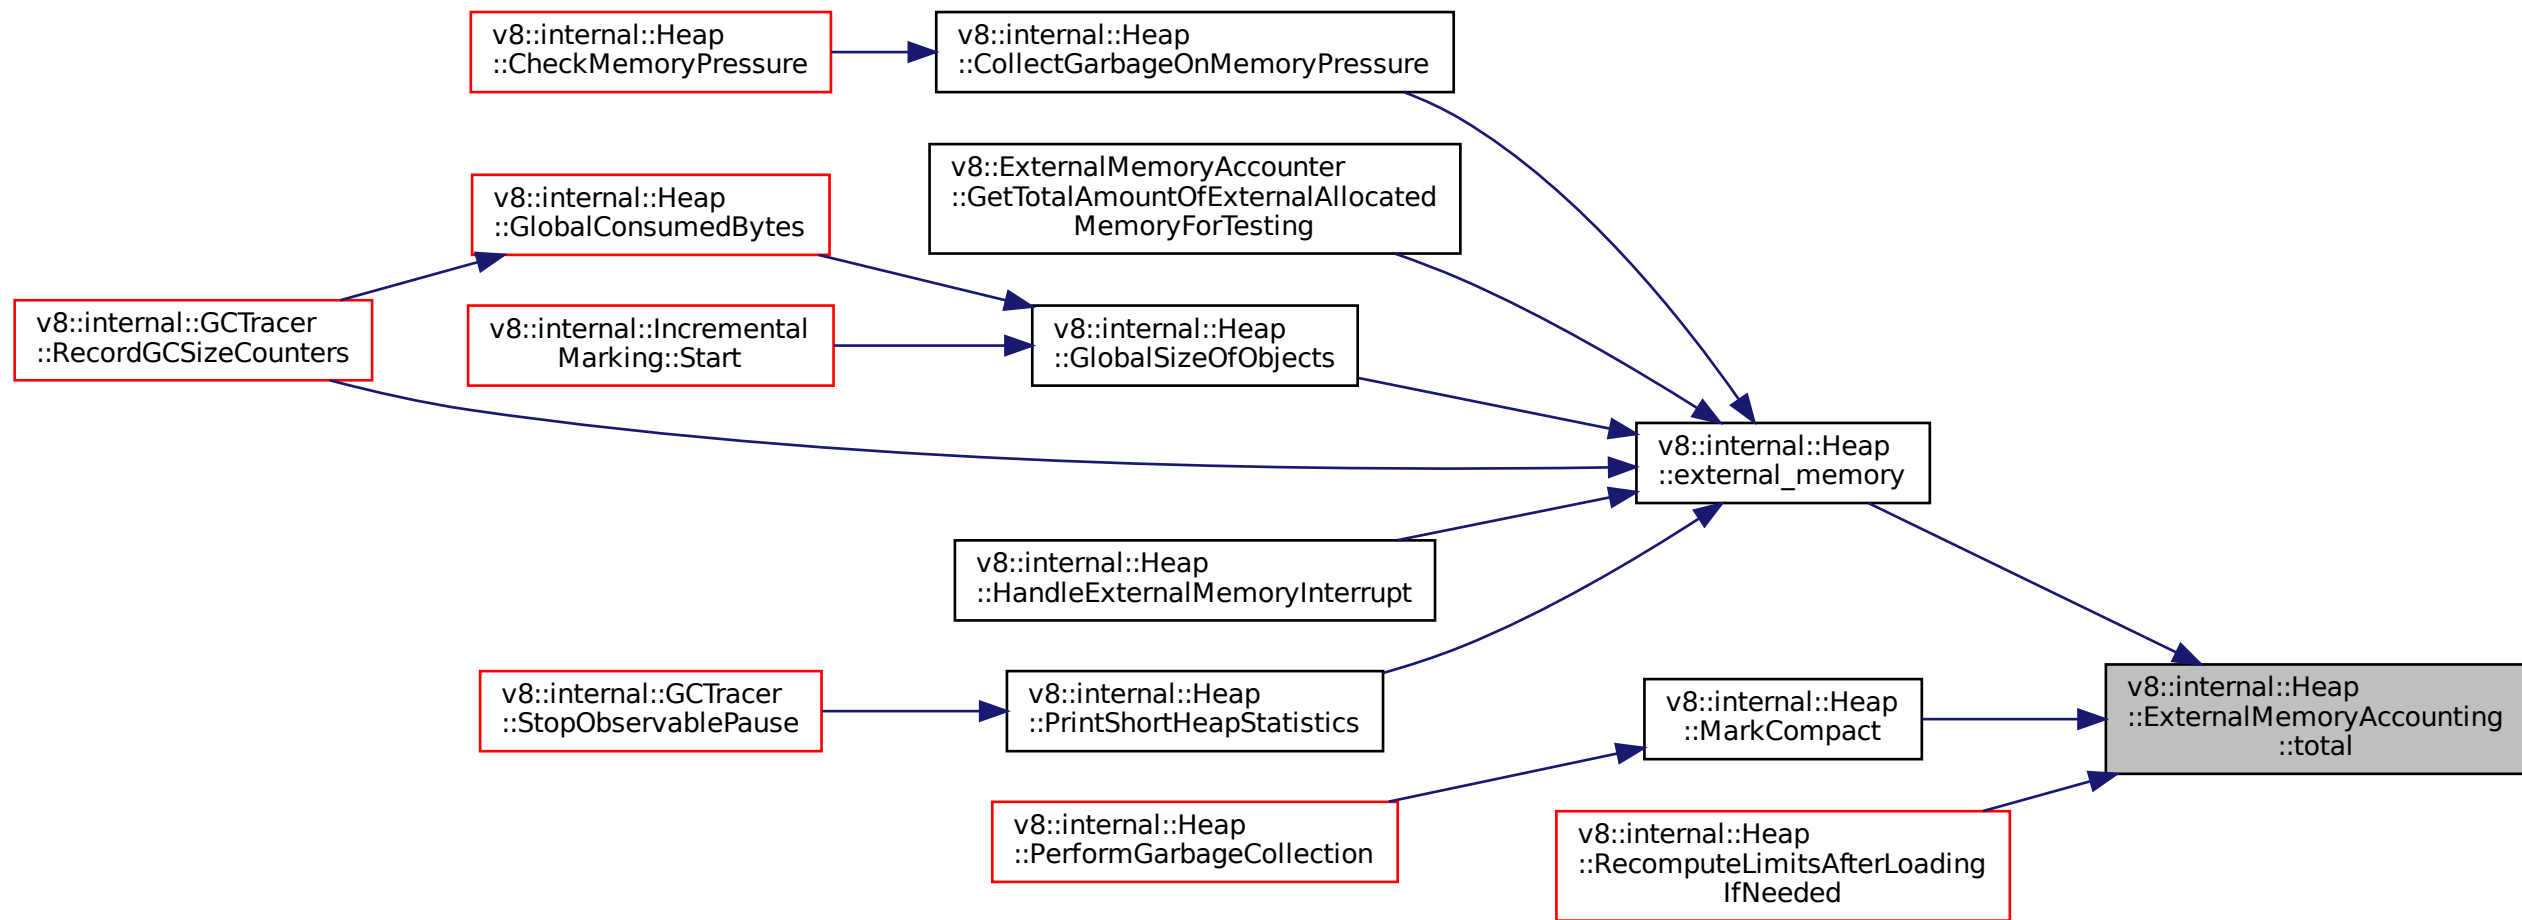 v8::internal::Heap
::CheckMemoryPressure
v8::internal::Heap
::CollectGarbageOnMemoryPressure
v8::ExternalMemoryAccounter
::GetTotalAmountOfExternalAllocated
MemoryForTesting
v8::internal::Heap
::GlobalConsumedBytes
v8::internal::GCTracer
::RecordGCSizeCounters
v8::internal::Incremental
Marking::Start
v8::internal::Heap
::GlobalSizeOfObjects
v8::internal::Heap
::external_memory
v8::internal::Heap
::HandleExternalMemoryInterrupt
v8::internal::GCTracer
::StopObservablePause
v8::internal::Heap
::PrintShortHeapStatistics
v8::internal::Heap
::MarkCompact
v8::internal::Heap
::ExternalMemoryAccounting
::total
v8::internal::Heap
::PerformGarbageCollection
v8::internal::Heap
::RecomputeLimitsAfterLoading
IfNeeded